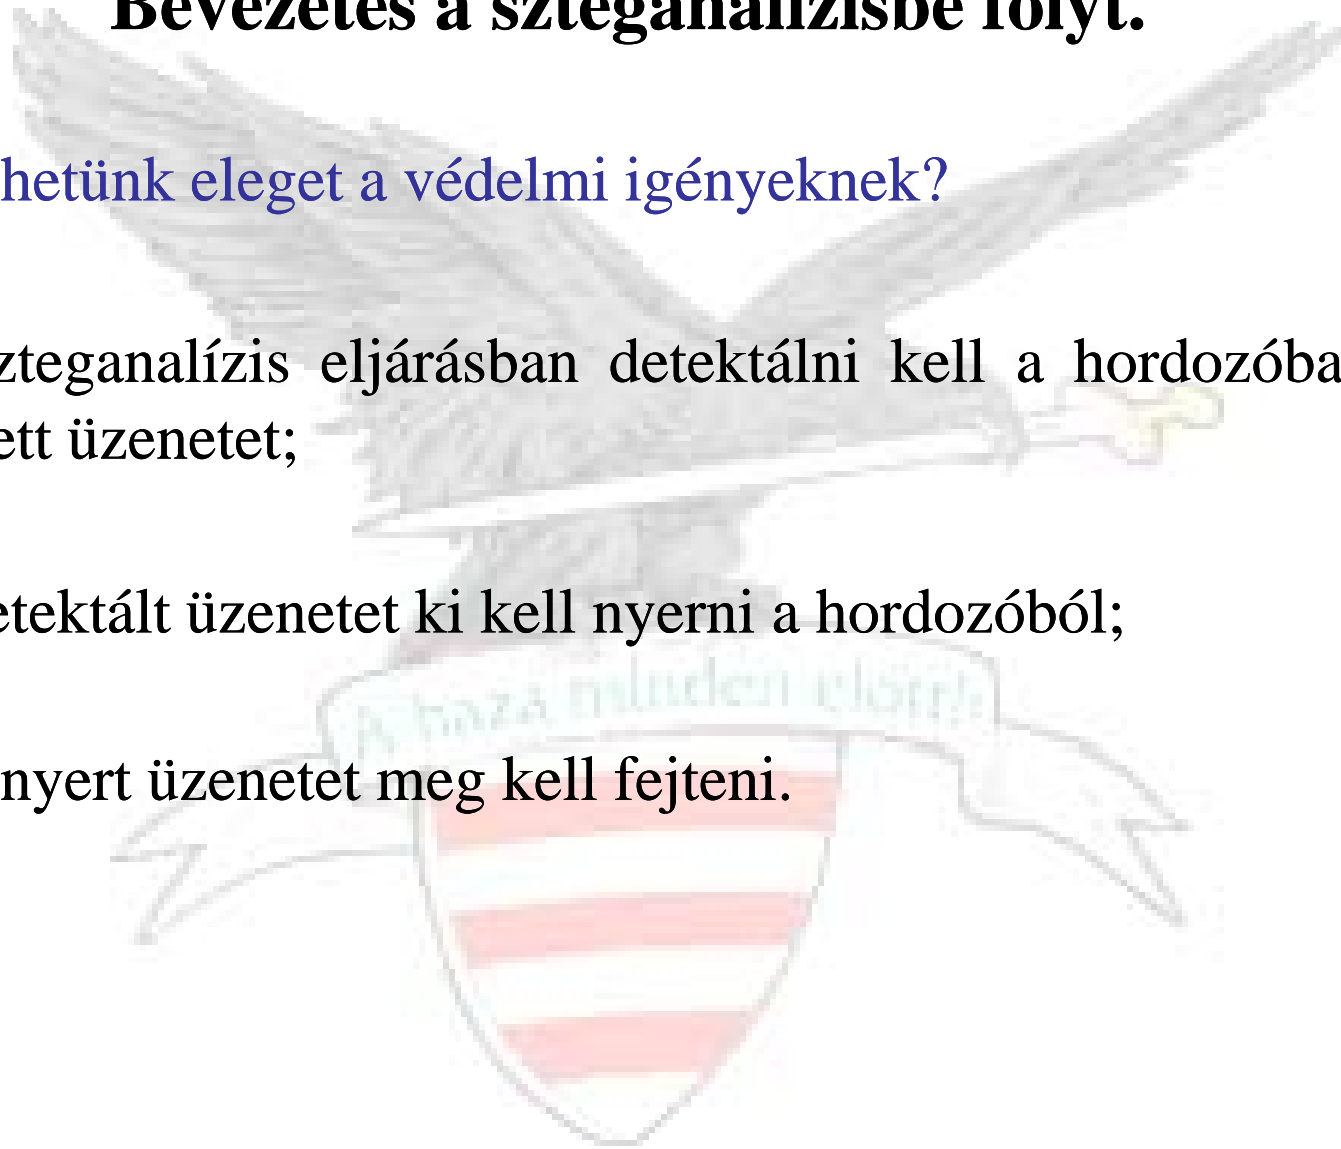 Bevezetés a szteganalízisbe folyt.
hetünk eleget a védelmi igényeknek?
zteganalízis eljárásban detektálni kell a hordozóba
ett üzenetet;
etektált üzenetet ki kell nyerni a hordozóból;
A haza minden előtt!
nyert üzenetet meg kell fejteni.